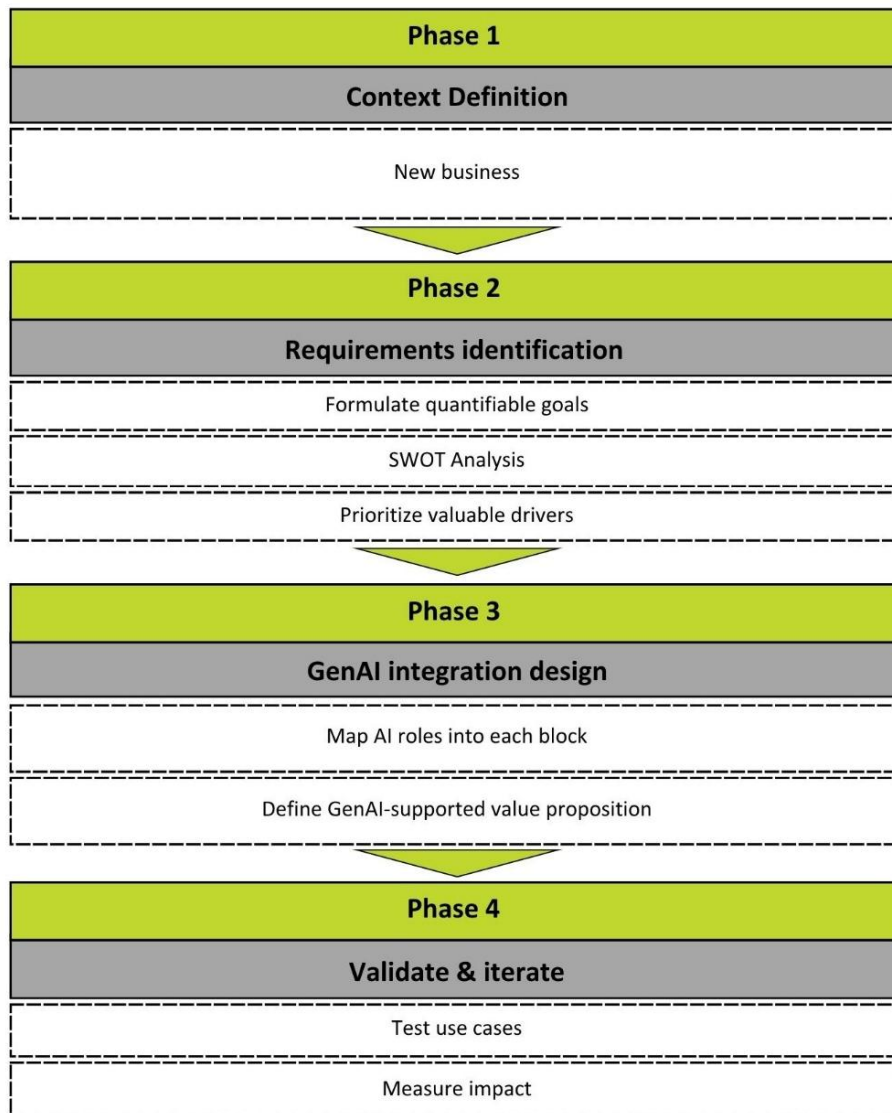 Phase 1
Context Definition
New business
Phase 2
Requirements identification
Formulate quantifiable goals
SWOT Analysis
Prioritize valuable drivers
Phase 3
GenAI integration design
Map AI roles into each block
Define GenAI-supported value proposition
Phase 4
Validate & iterate
Test use cases
Measure impact